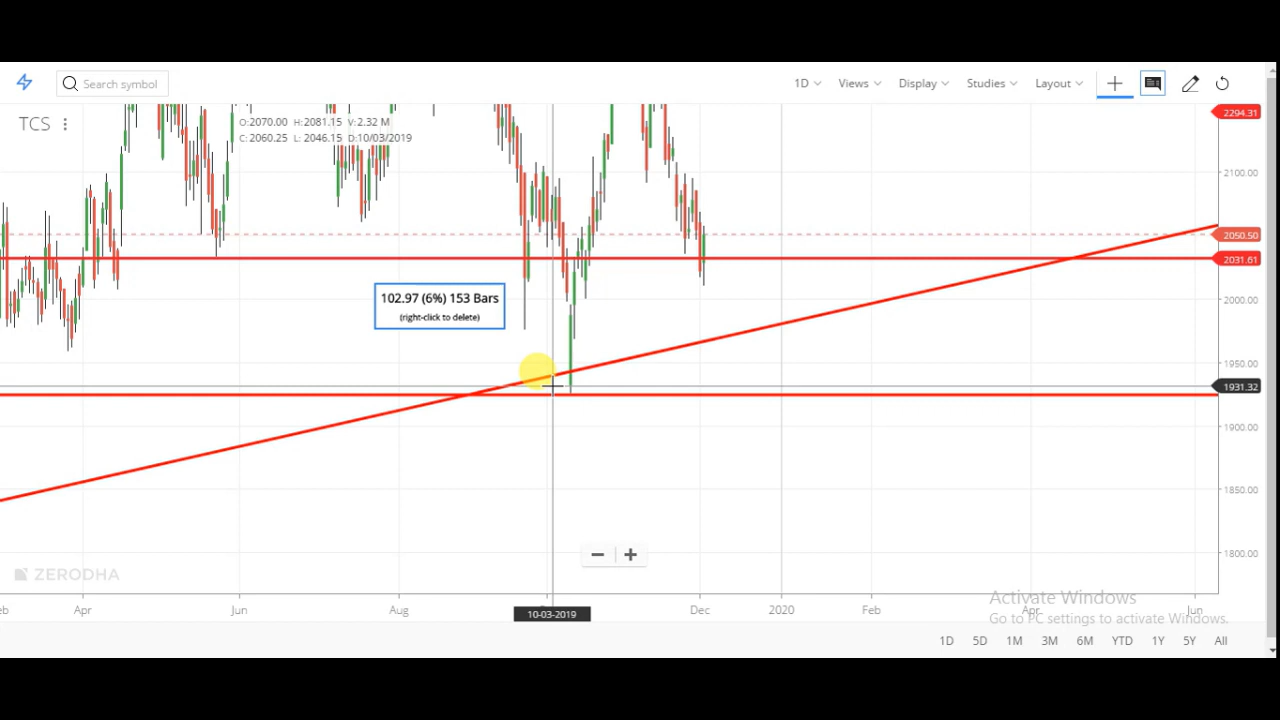 Search symbol
1D Views Display Studies Layout
TCS
O:2070.00 H:2081.15 V:2.32 M
C:2060.25 L: 2046.15 D:10/03/2019
2294.31
2100.00
2050.50
2031.61
2000.00
1950.00
1931.32
1900.00
1850.00
1800.00
102.97 (6%) 153 Bars
(right-click to delete)
ZERODHA
Apr Jun Aug Dec 2020 Feb Apr Jun
10-03-2019
Activate Windows
Go to PC settings to activate Windows.
1D 5D 1M 3M 6M YTD 1Y 5Y All